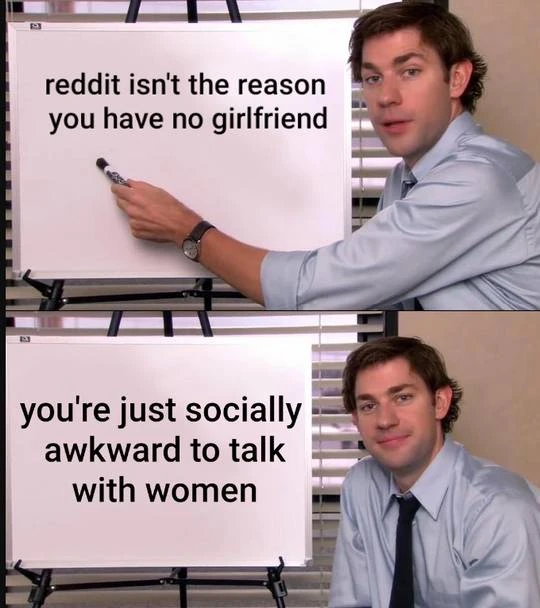 reddit isn't the reason
you have no girlfriend
you're just socially
awkward to talk
with women